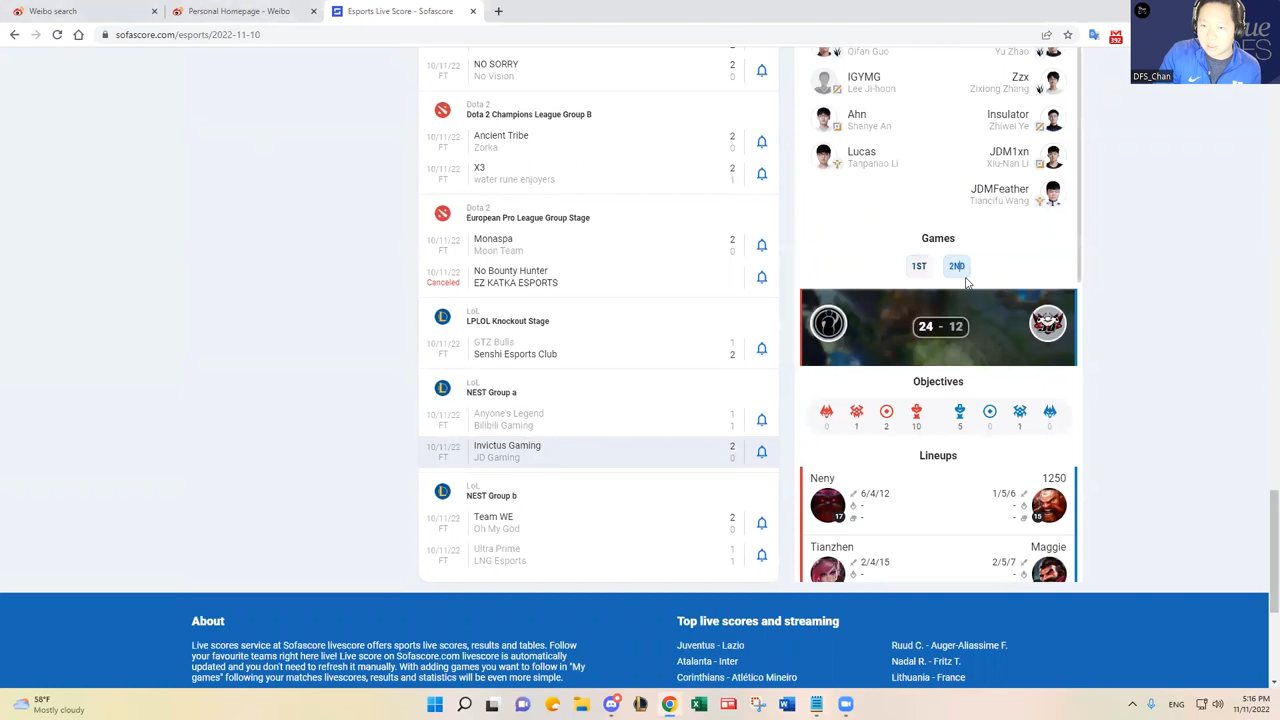 Weibo search
Personal Homepage - Weibo
Esports Live Score - Sofascore
sofascore.com/esports/2022-11-10
392
DFS
DFS_Chan
10/11/22
FT
NO SORRY
No Vision
2
0
Dota 2
Dota 2 Champions League Group B
10/11/22
FT
Ancient Tribe
Zorka
2
0
10/11/22
FT
X3
water rune enjoyers
2
1
Dota 2
European Pro League Group Stage
10/11/22
FT
Monaspa
Moon Team
2
0
10/11/22
Canceled
No Bounty Hunter
EZ KATKA ESPORTS
LoL
LPLOL Knockout Stage
10/11/22
FT
GTZ Bulls
Senshi Esports Club
1
2
LoL
NEST Group a
10/11/22
FT
Anyone's Legend
Bilibili Gaming
1
1
10/11/22
FT
Invictus Gaming
JD Gaming
2
0
LoL
NEST Group b
10/11/22
FT
Team WE
Oh My God
2
0
10/11/22
FT
Ultra Prime
LNG Esports
1
1
Qifan Guo
Yu Zhao
IGYMG
Lee Ji-hoon
Zzx
Zixiong Zhang
Ahn
Shanye An
Insulator
Zhiwei Ye
Lucas
Tanpanao Li
JDM1xn
Xiu-Nan Li
JDMFeather
Tiancifu Wang
Games
1ST 2ND
24 - 12
Objectives
0 1 2 10 5 0 1 0
Lineups
Neny 1250
6/4/12 1/5/6
- -
- -
17 15
Tianzhen Maggie
2/4/15 2/5/7
- -
About
Live scores service at Sofascore livescore offers sports live scores, results and tables. Follow
your favourite teams right here live! Live score on Sofascore.com livescore is automatically
updated and you don't need to refresh it manually. With adding games you want to follow in "My
games" following your matches livescores, results and statistics will be even more simple.
Top live scores and streaming
Juventus - Lazio
Atalanta - Inter
Corinthians - Atlético Mineiro
Ruud C. - Auger-Aliassime F.
Nadal R. - Fritz T.
Lithuania - France
58°F
Mostly cloudy
5:16 PM
11/11/2022